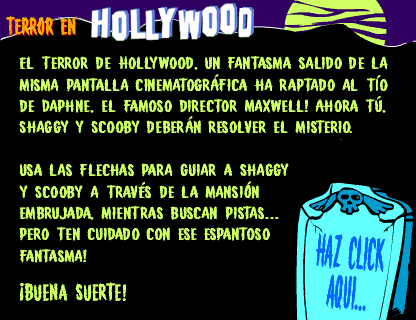 TERROR EN HOLLYWOOD
EL TERROR DE HOLLYWOOD, UN FANTASMA SALIDO DE LA
MISMA PANTALLA CINEMATOGRÁFICA HA RAPTADO AL TÍO
DE DAPHNE, EL FAMOSO DIRECTOR MAXWELL! AHORA TÚ,
SHAGGY Y SCOOBY DEBERÁN RESOLVER EL MISTERIO.
USA LAS FLECHAS PARA GUIAR A SHAGGY
Y SCOOBY A TRAVÉS DE LA MANSIÓN
EMBRUJADA, MIENTRAS BUSCAN PISTAS...
PERO TEN CUIDADO CON ESE ESPANTOSO
FANTASMA!
¡BUENA SUERTE!
HAZ CLICK
AQUI...